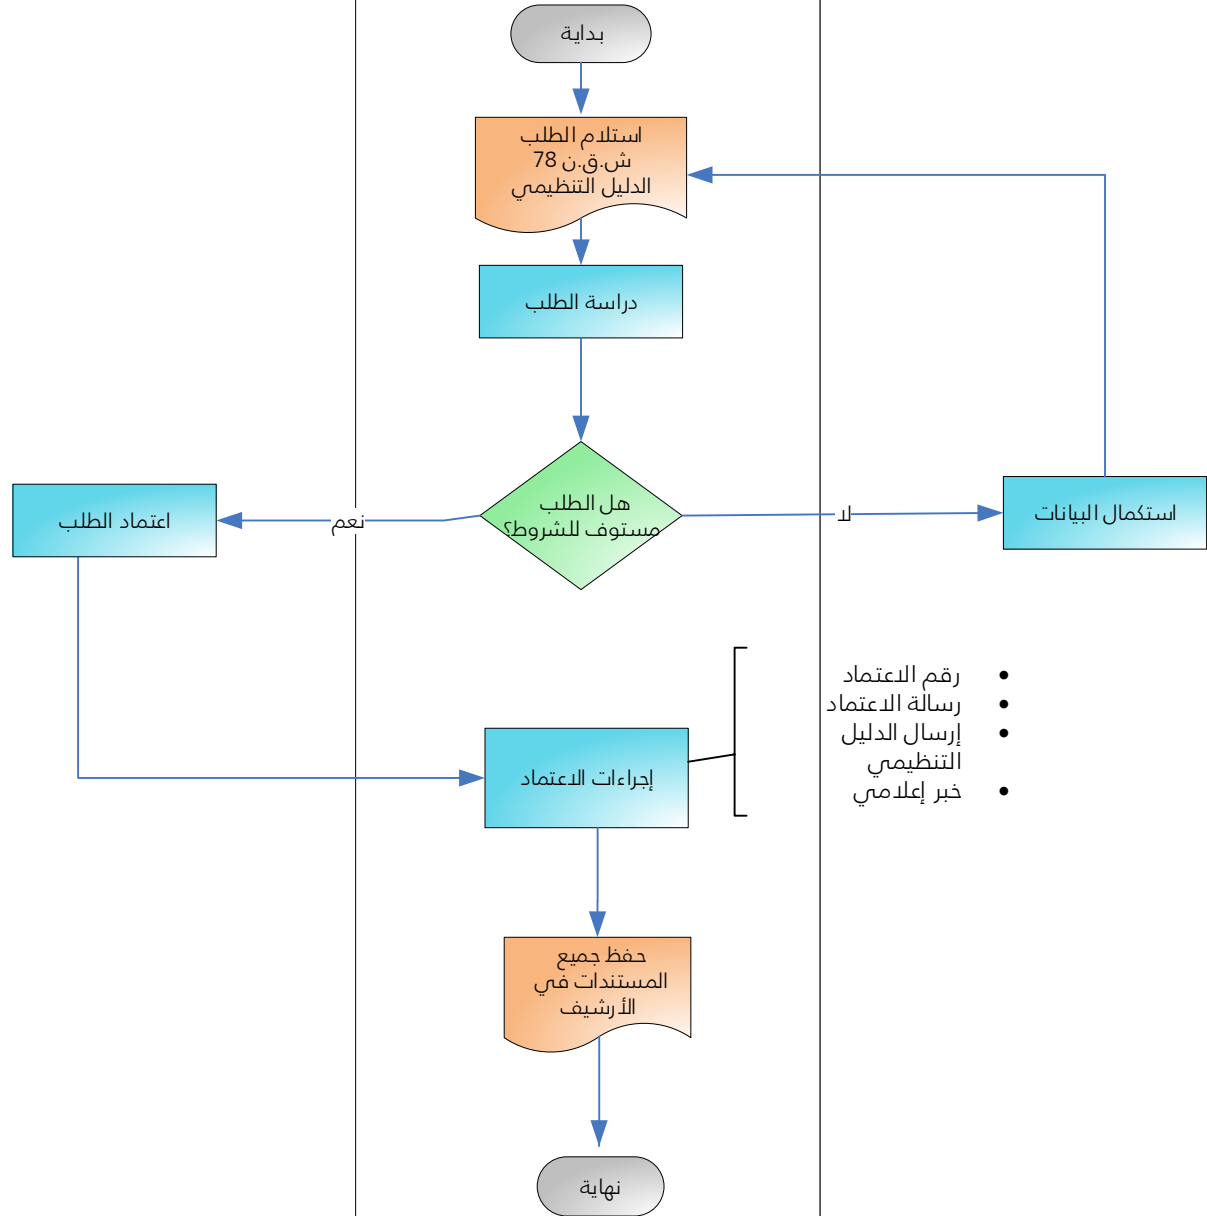 بداية
استلام الطلب
ش.ق.ن 78
الدليل التنظيمي
دراسة الطلب
هل الطلب
مستوف للشروط؟
لا
استكمال البيانات
نعم
اعتماد الطلب
إجراءات الاعتماد
• رقم الاعتماد
• رسالة الاعتماد
• إرسال الدليل
التنظيمي
• خبر إعلامي
حفظ جميع
المستندات في
الأرشيف
نهاية